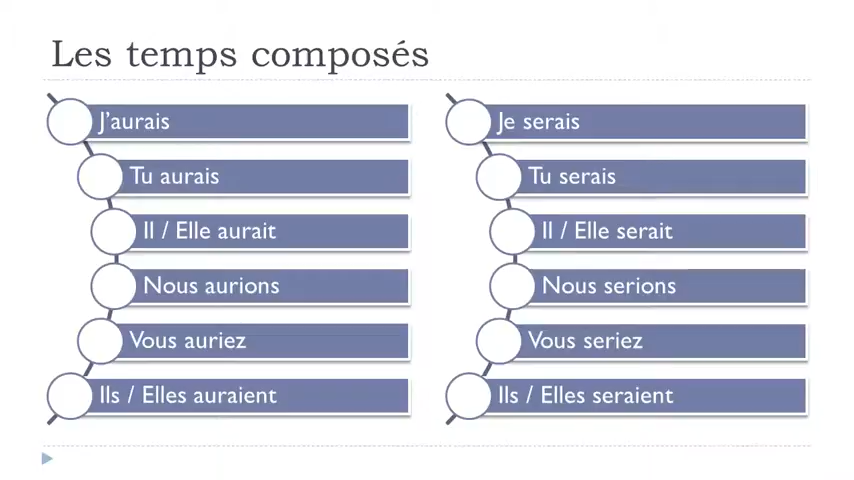 Les temps composés
J'aurais
Tu aurais
Il / Elle aurait
Nous aurions
Vous auriez
Ils / Elles auraient
Je serais
Tu serais
Il / Elle serait
Nous serions
Vous seriez
Ils / Elles seraient